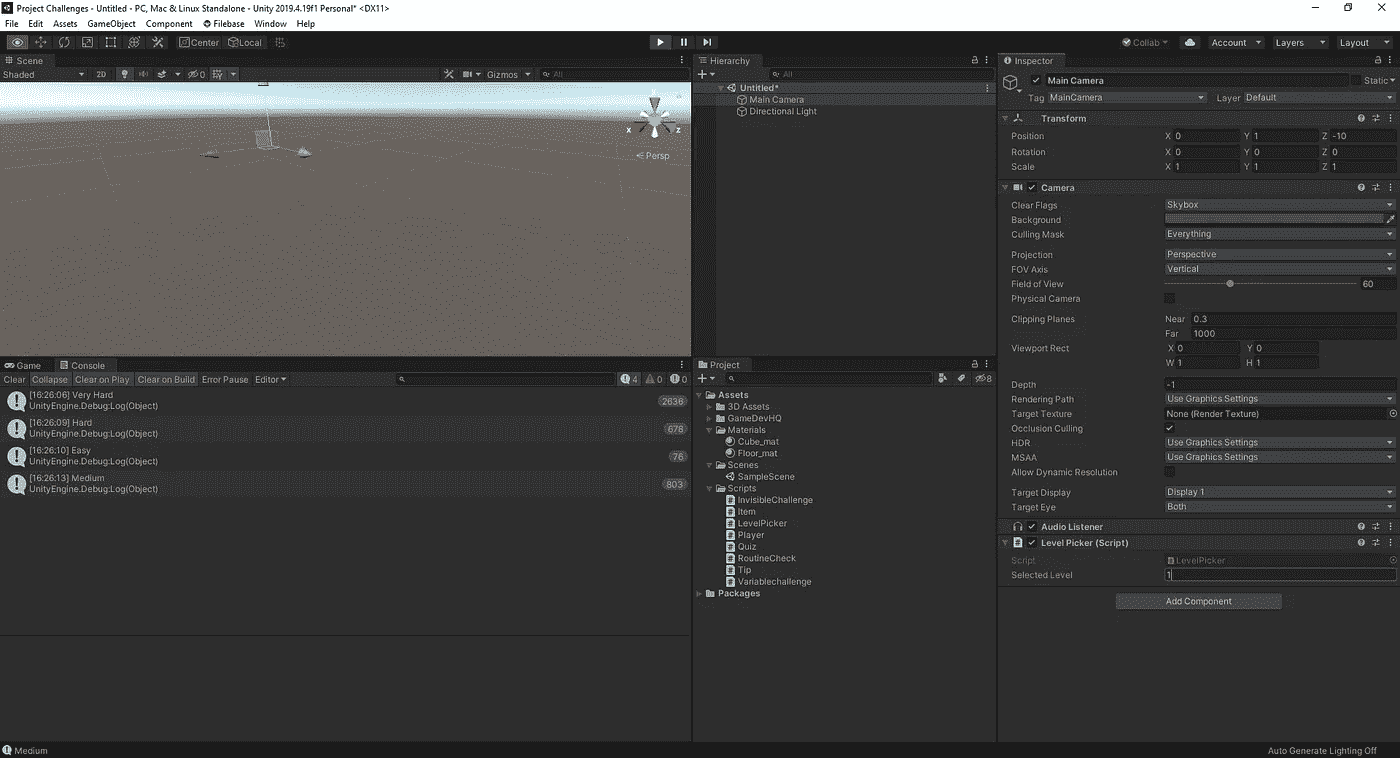 Project Challenges - Untitled - PC, Mac & Linux Standalone - Unity 2019.4.19f1 Personal* <DX11>
File Edit Assets GameObject Component Filebase Window Help
Center Local Collab Account Layers Layout
Scene
Shaded 2D 0 Gizmos All
Y
X Z
Persp
Hierarchy
All
Untitled*
Main Camera
Directional Light
Game Console
Clear Collapse Clear on Play Clear on Build Error Pause Editor 4 0 0
[16:26:06] Very Hard
UnityEngine.Debug:Log(Object) 2636
[16:26:09] Hard
UnityEngine.Debug:Log(Object) 678
[16:26:10] Easy
UnityEngine.Debug:Log(Object) 76
[16:26:13] Medium
UnityEngine.Debug:Log(Object) 803
Project
8
Assets
3D Assets
GameDevHQ
Materials
Cube_mat
Floor_mat
Scenes
SampleScene
Scripts
InvisibleChallenge
Item
LevelPicker
Player
Quiz
RoutineCheck
Tip
Variablechallenge
Packages
Inspector
Main Camera Static
Tag MainCamera Layer Default
Transform
Position X 0 Y 1 Z -10
Rotation X 0 Y 0 Z 0
Scale X 1 Y 1 Z 1
Camera
Clear Flags Skybox
Background
Culling Mask Everything
Projection Perspective
FOV Axis Vertical
Field of View 60
Physical Camera
Clipping Planes Near 0.3
Far 1000
Viewport Rect X 0 Y 0
W 1 H 1
Depth -1
Rendering Path Use Graphics Settings
Target Texture None (Render Texture)
Occlusion Culling
HDR Use Graphics Settings
MSAA Use Graphics Settings
Allow Dynamic Resolution
Target Display Display 1
Target Eye Both
Audio Listener
Level Picker (Script)
Script LevelPicker
Selected Level 1
Add Component
Medium
Auto Generate Lighting Off